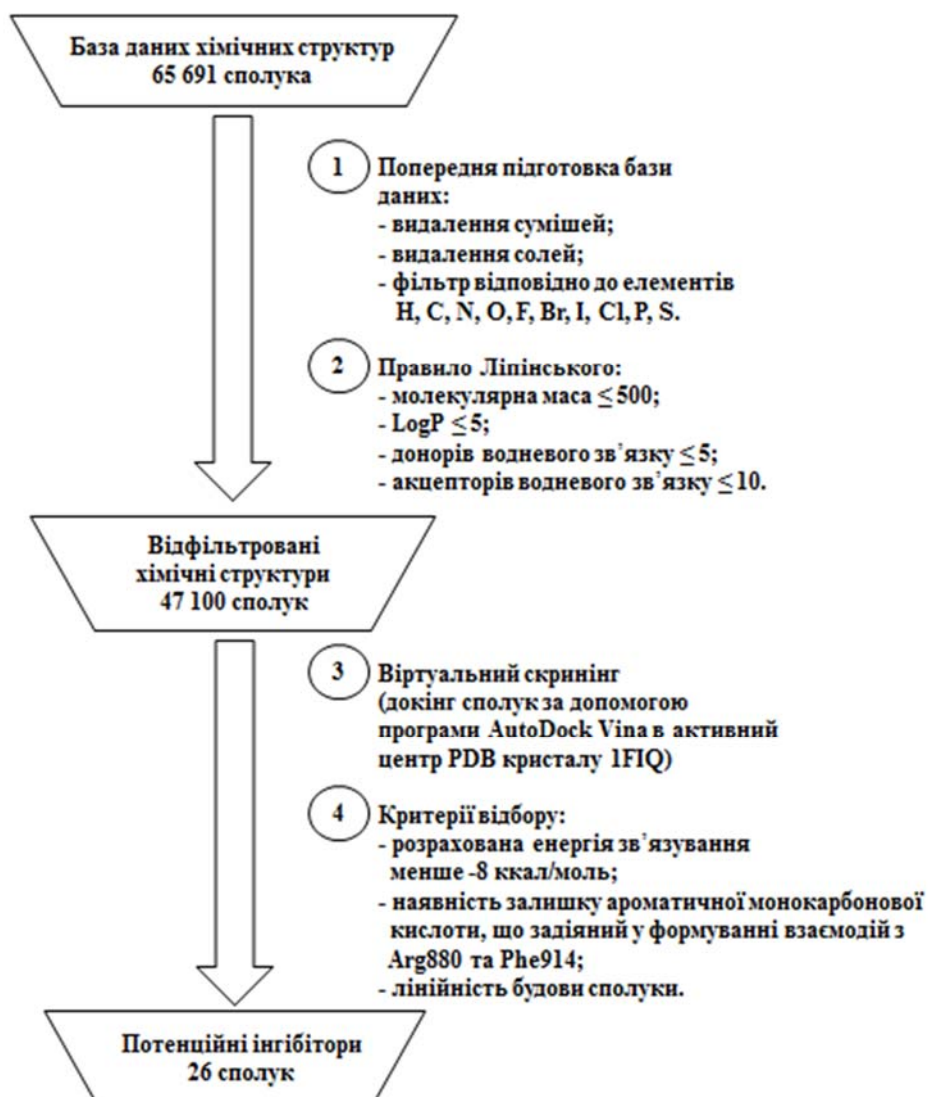 База даних хімічних структур
65 691 сполука
1
Попередня підготовка бази
даних:
- видалення сумішей;
- видалення солей;
- фільтр відповідно до елементів
H, C, N, O, F, Br, I, Cl, P, S.
2
Правило Ліпінського:
- молекулярна маса ≤ 500;
- LogP ≤ 5;
- донорів водневого зв’язку ≤ 5;
- акцепторів водневого зв’язку ≤ 10.
Відфільтровані
хімічні структури
47 100 сполук
3
Віртуальний скринінг
(докінг сполук за допомогою
програми AutoDock Vina в активний
центр PDB кристалу 1FIQ)
4
Критерії відбору:
- розрахована енергія зв’язування
менше -8 ккал/моль;
- наявність залишку ароматичної монокарбонової
кислоти, що задіяний у формуванні взаємодій з
Arg880 та Phe914;
- лінійність будови сполуки.
Потенційні інгібітори
26 сполук